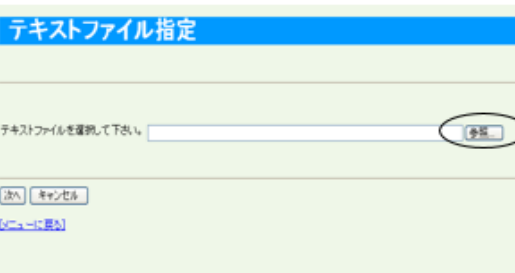 テキストファイル指定
テキストファイルを選択して下さい。 参照...
次へ キャンセル
[メニューに戻る]